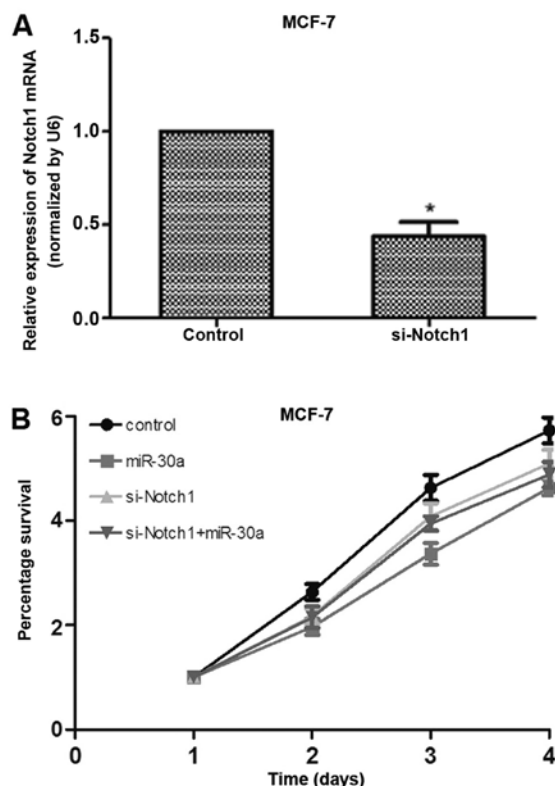 A
MCF-7
Relative expression of Notch1 mRNA
(normalized by U6)
1.5
1.0
0.5
0.0
*
Control
si-Notch1
B
MCF-7
control
miR-30a
si-Notch1
si-Notch1+miR-30a
Percentage survival
6
4
2
0
0
1
2
3
4
Time (days)